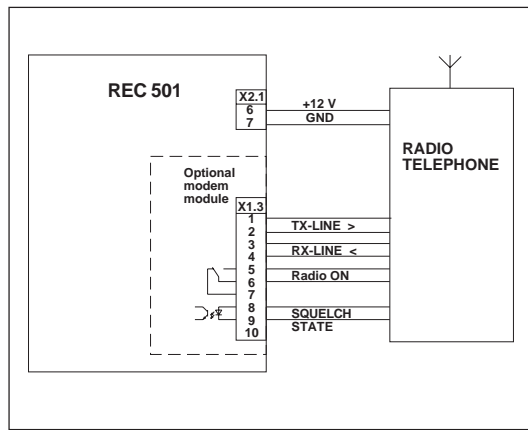 REC 501
X2.1
6
7
+12 V
GND
RADIO
TELEPHONE
Optional
modem
module
X1.3
1
2
3
4
5
6
7
8
9
10
TX-LINE >
RX-LINE <
Radio ON
SQUELCH
STATE